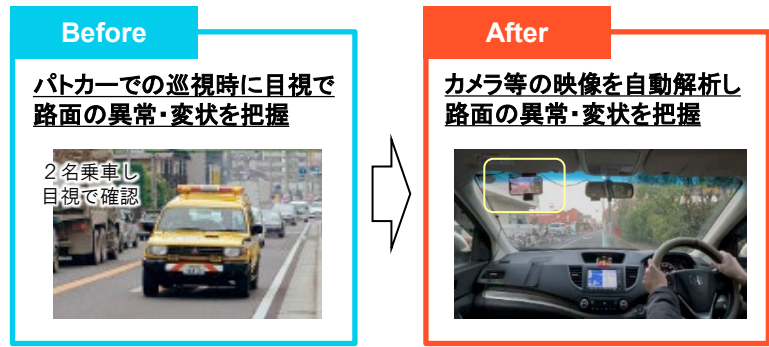 Before
パトカーでの巡視時に目視で
路面の異常・変状を把握
２名乗車し
目視で確認
After
カメラ等の映像を自動解析し
路面の異常・変状を把握